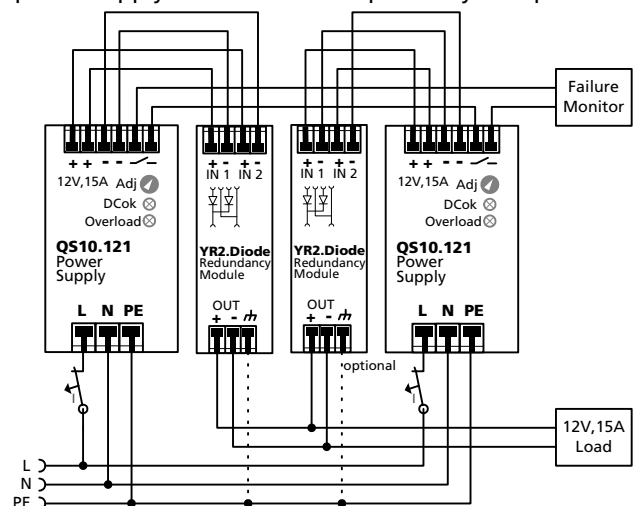 Failure
Monitor
+ + - -
12V,15A Adj
DCok
Overload
QS10.121
Power
Supply
L N PE
+ - + -
IN 1 IN 2
YR2.Diode
Redundancy
Module
OUT
+ -
+ - + -
IN 1 IN 2
YR2.Diode
Redundancy
Module
OUT
+ -
optional
+ + - -
12V,15A Adj
DCok
Overload
QS10.121
Power
Supply
L N PE
I
I
12V,15A
Load
L
N
PE